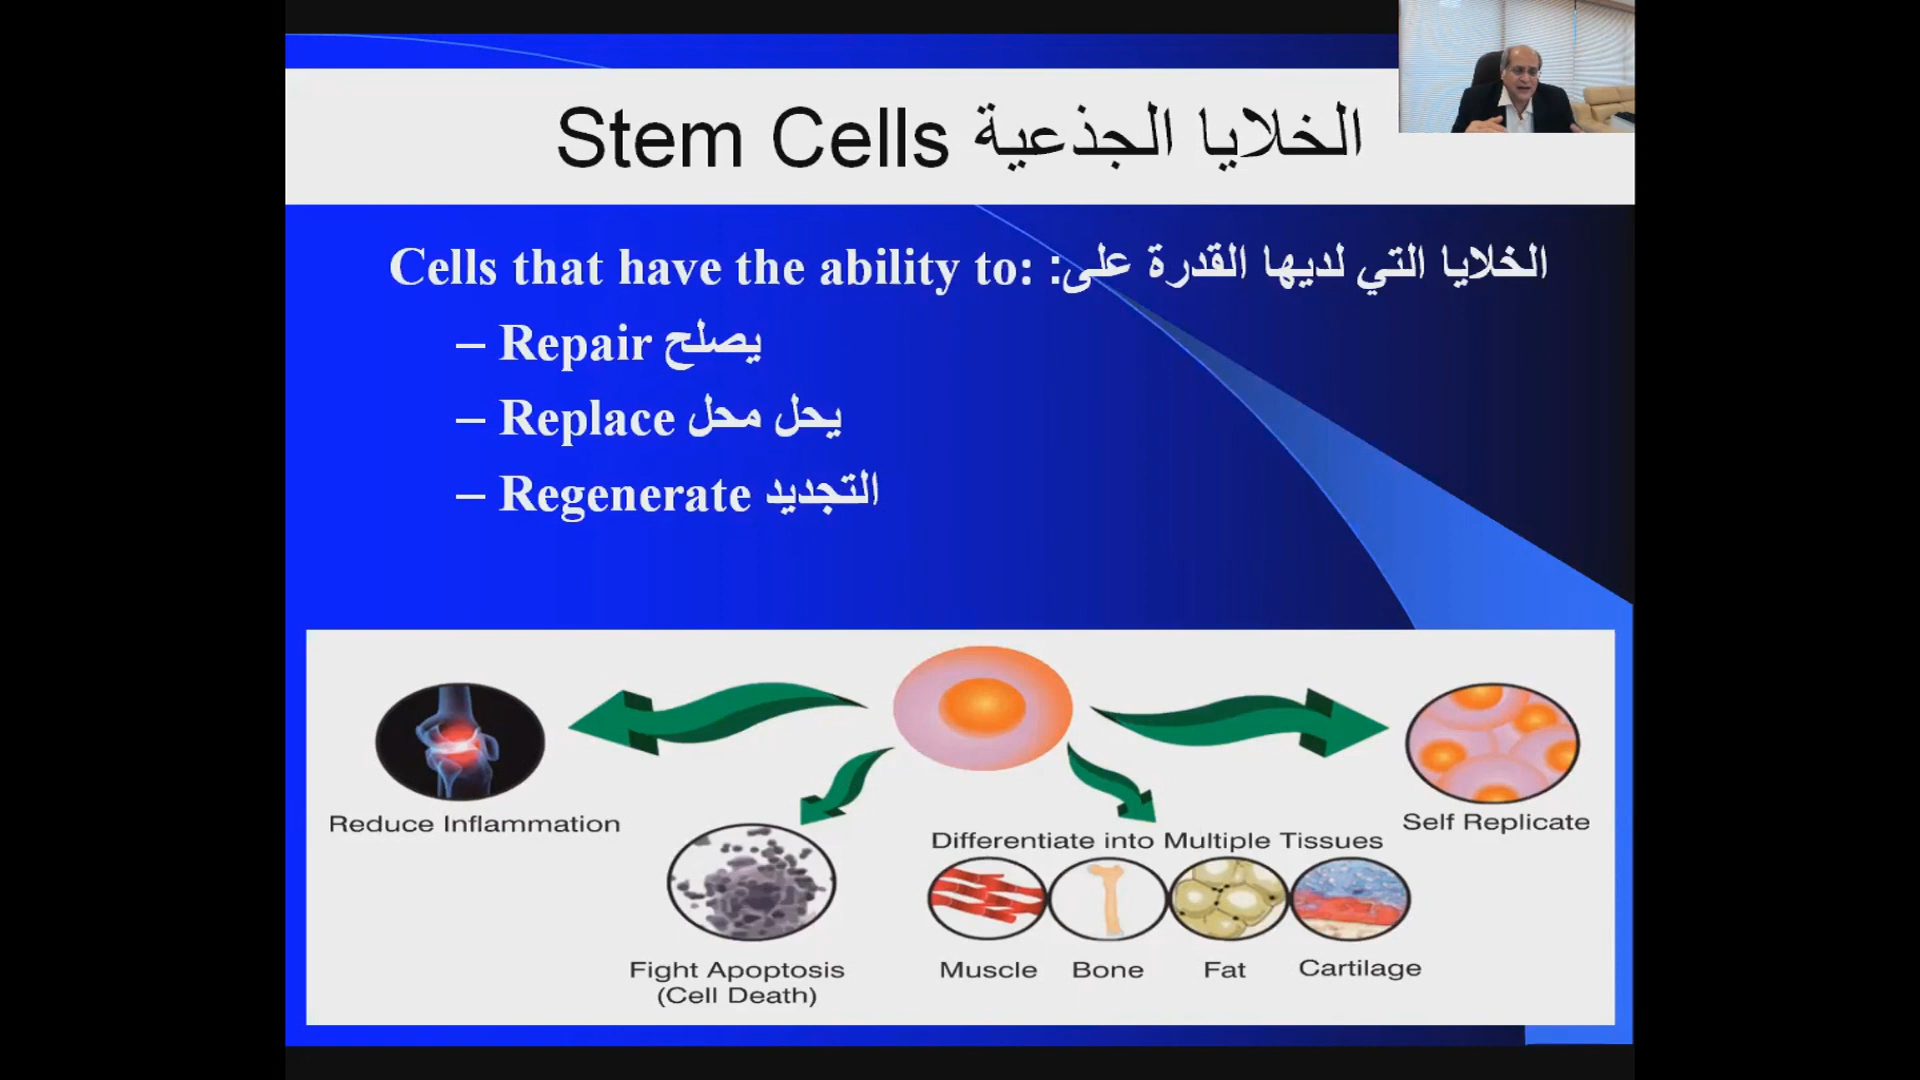 Stem Cells الخلايا الجذعية
Cells that have the ability to: الخلايا التي لديها القدرة على:
– Repair يصلح
– Replace يحل محل
– Regenerate التجديد
Reduce Inflammation
Fight Apoptosis
(Cell Death)
Differentiate into Multiple Tissues
Muscle Bone Fat Cartilage
Self Replicate